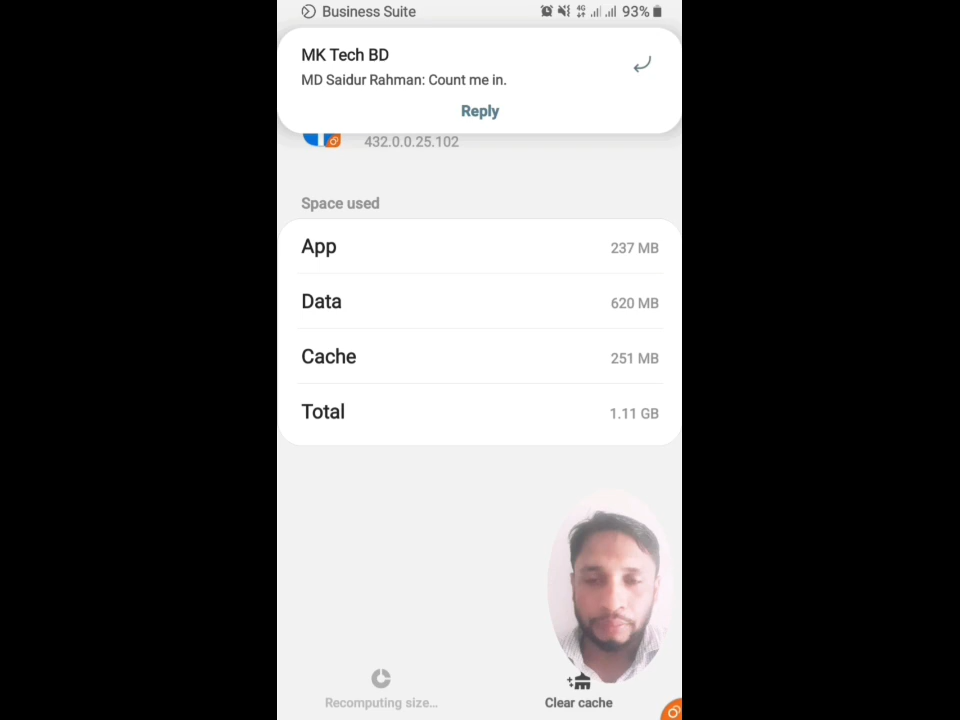 Business Suite
4G
93%
MK Tech BD
MD Saidur Rahman: Count me in.
Reply
432.0.0.25.102
Space used
App 237 MB
Data 620 MB
Cache 251 MB
Total 1.11 GB
Recomputing size...
Clear cache